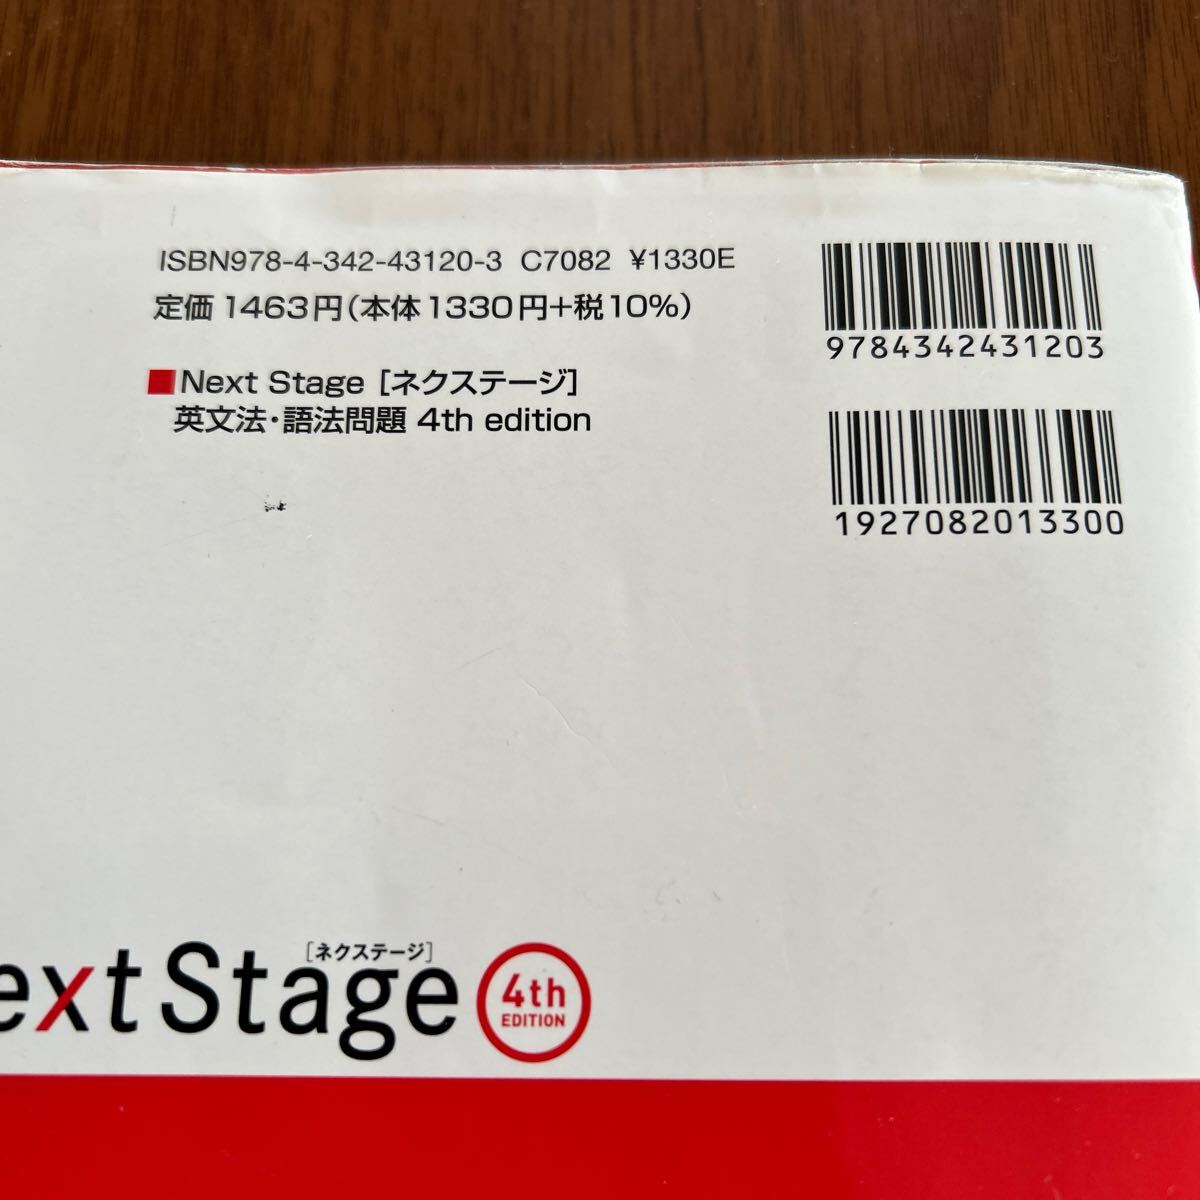 ISBN978-4-342-43120-3 C7082 ¥1330E
定価1463円(本体1330円+税10%)
9784342431203
■Next Stage [ネクステージ]
英文法・語法問題 4th edition
1927082013300
[ネクステージ]
ext Stage
4th
EDITION